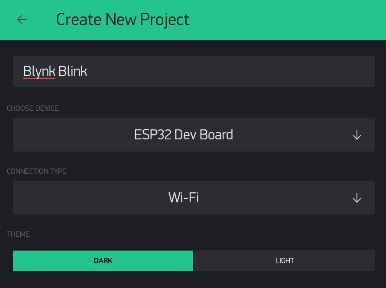 Create New Project
Blynk Blink
CHOOSE DEVICE
ESP32 Dev Board
CONNECTION TYPE
Wi-Fi
THEME
DARK LIGHT